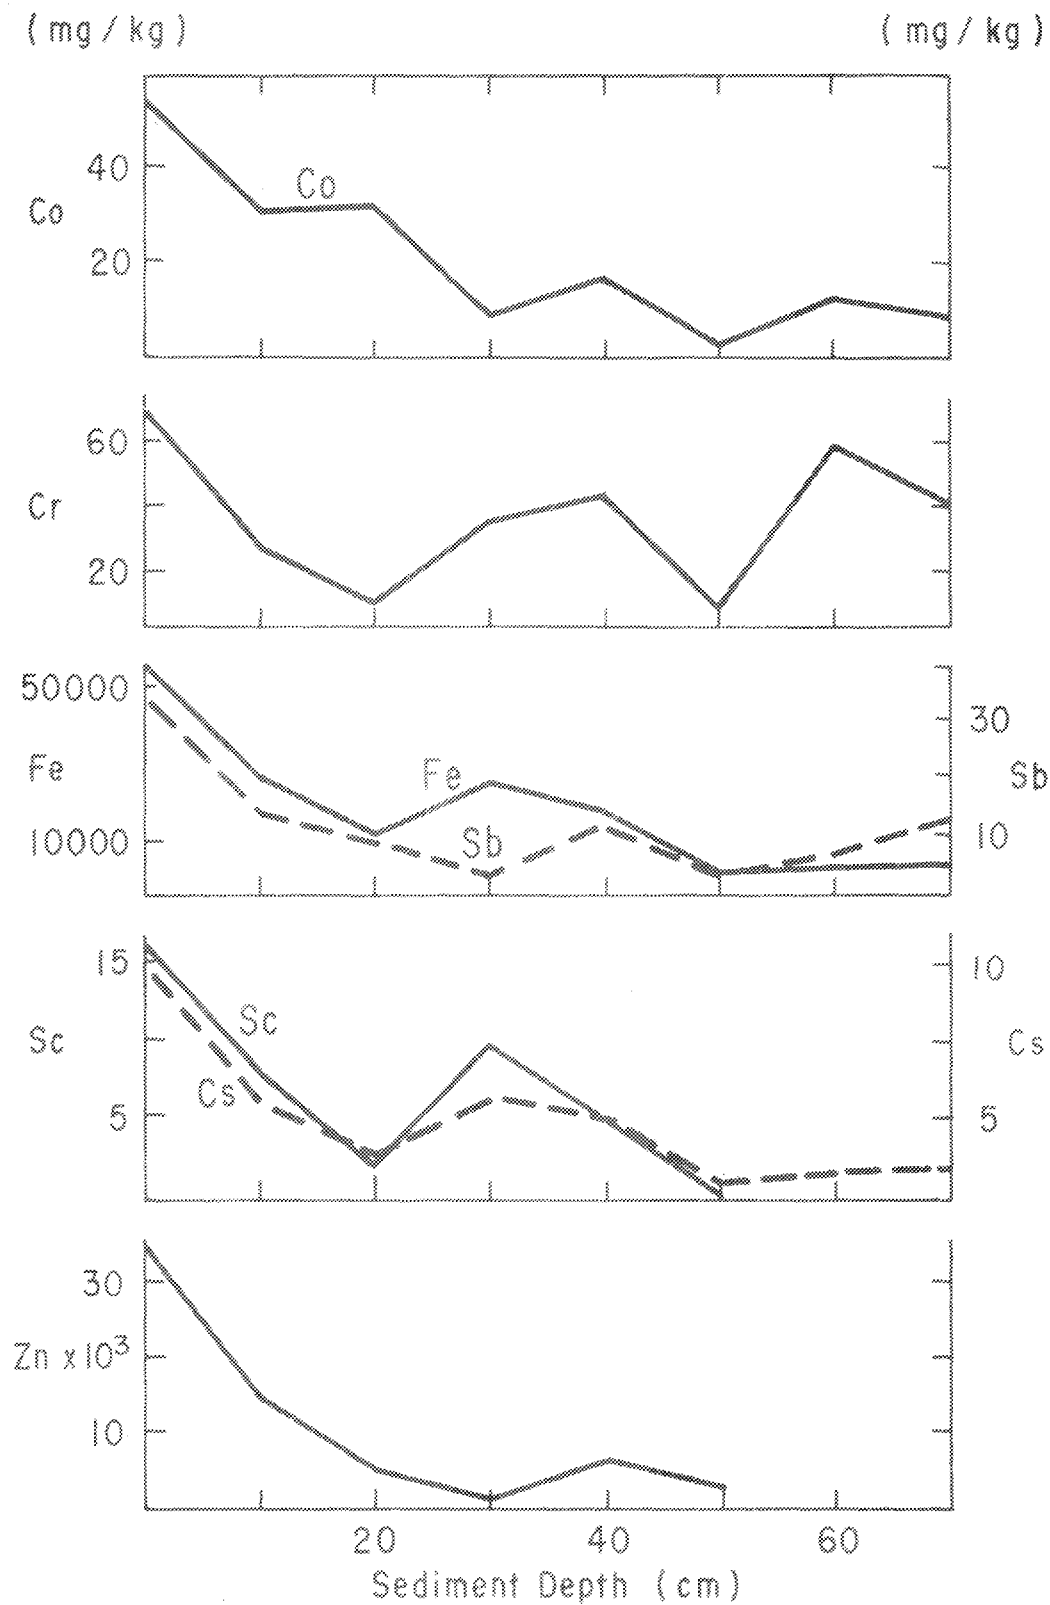 (mg/kg) (mg/kg)
40
Co
Co
20
60
Cr
20
50000
30
Fe
Fe
Sb
10000
Sb
10
15
10
Sc
Sc
Cs
Cs
5
5
30
Zn x10³
10
20 40 60
Sediment Depth (cm)